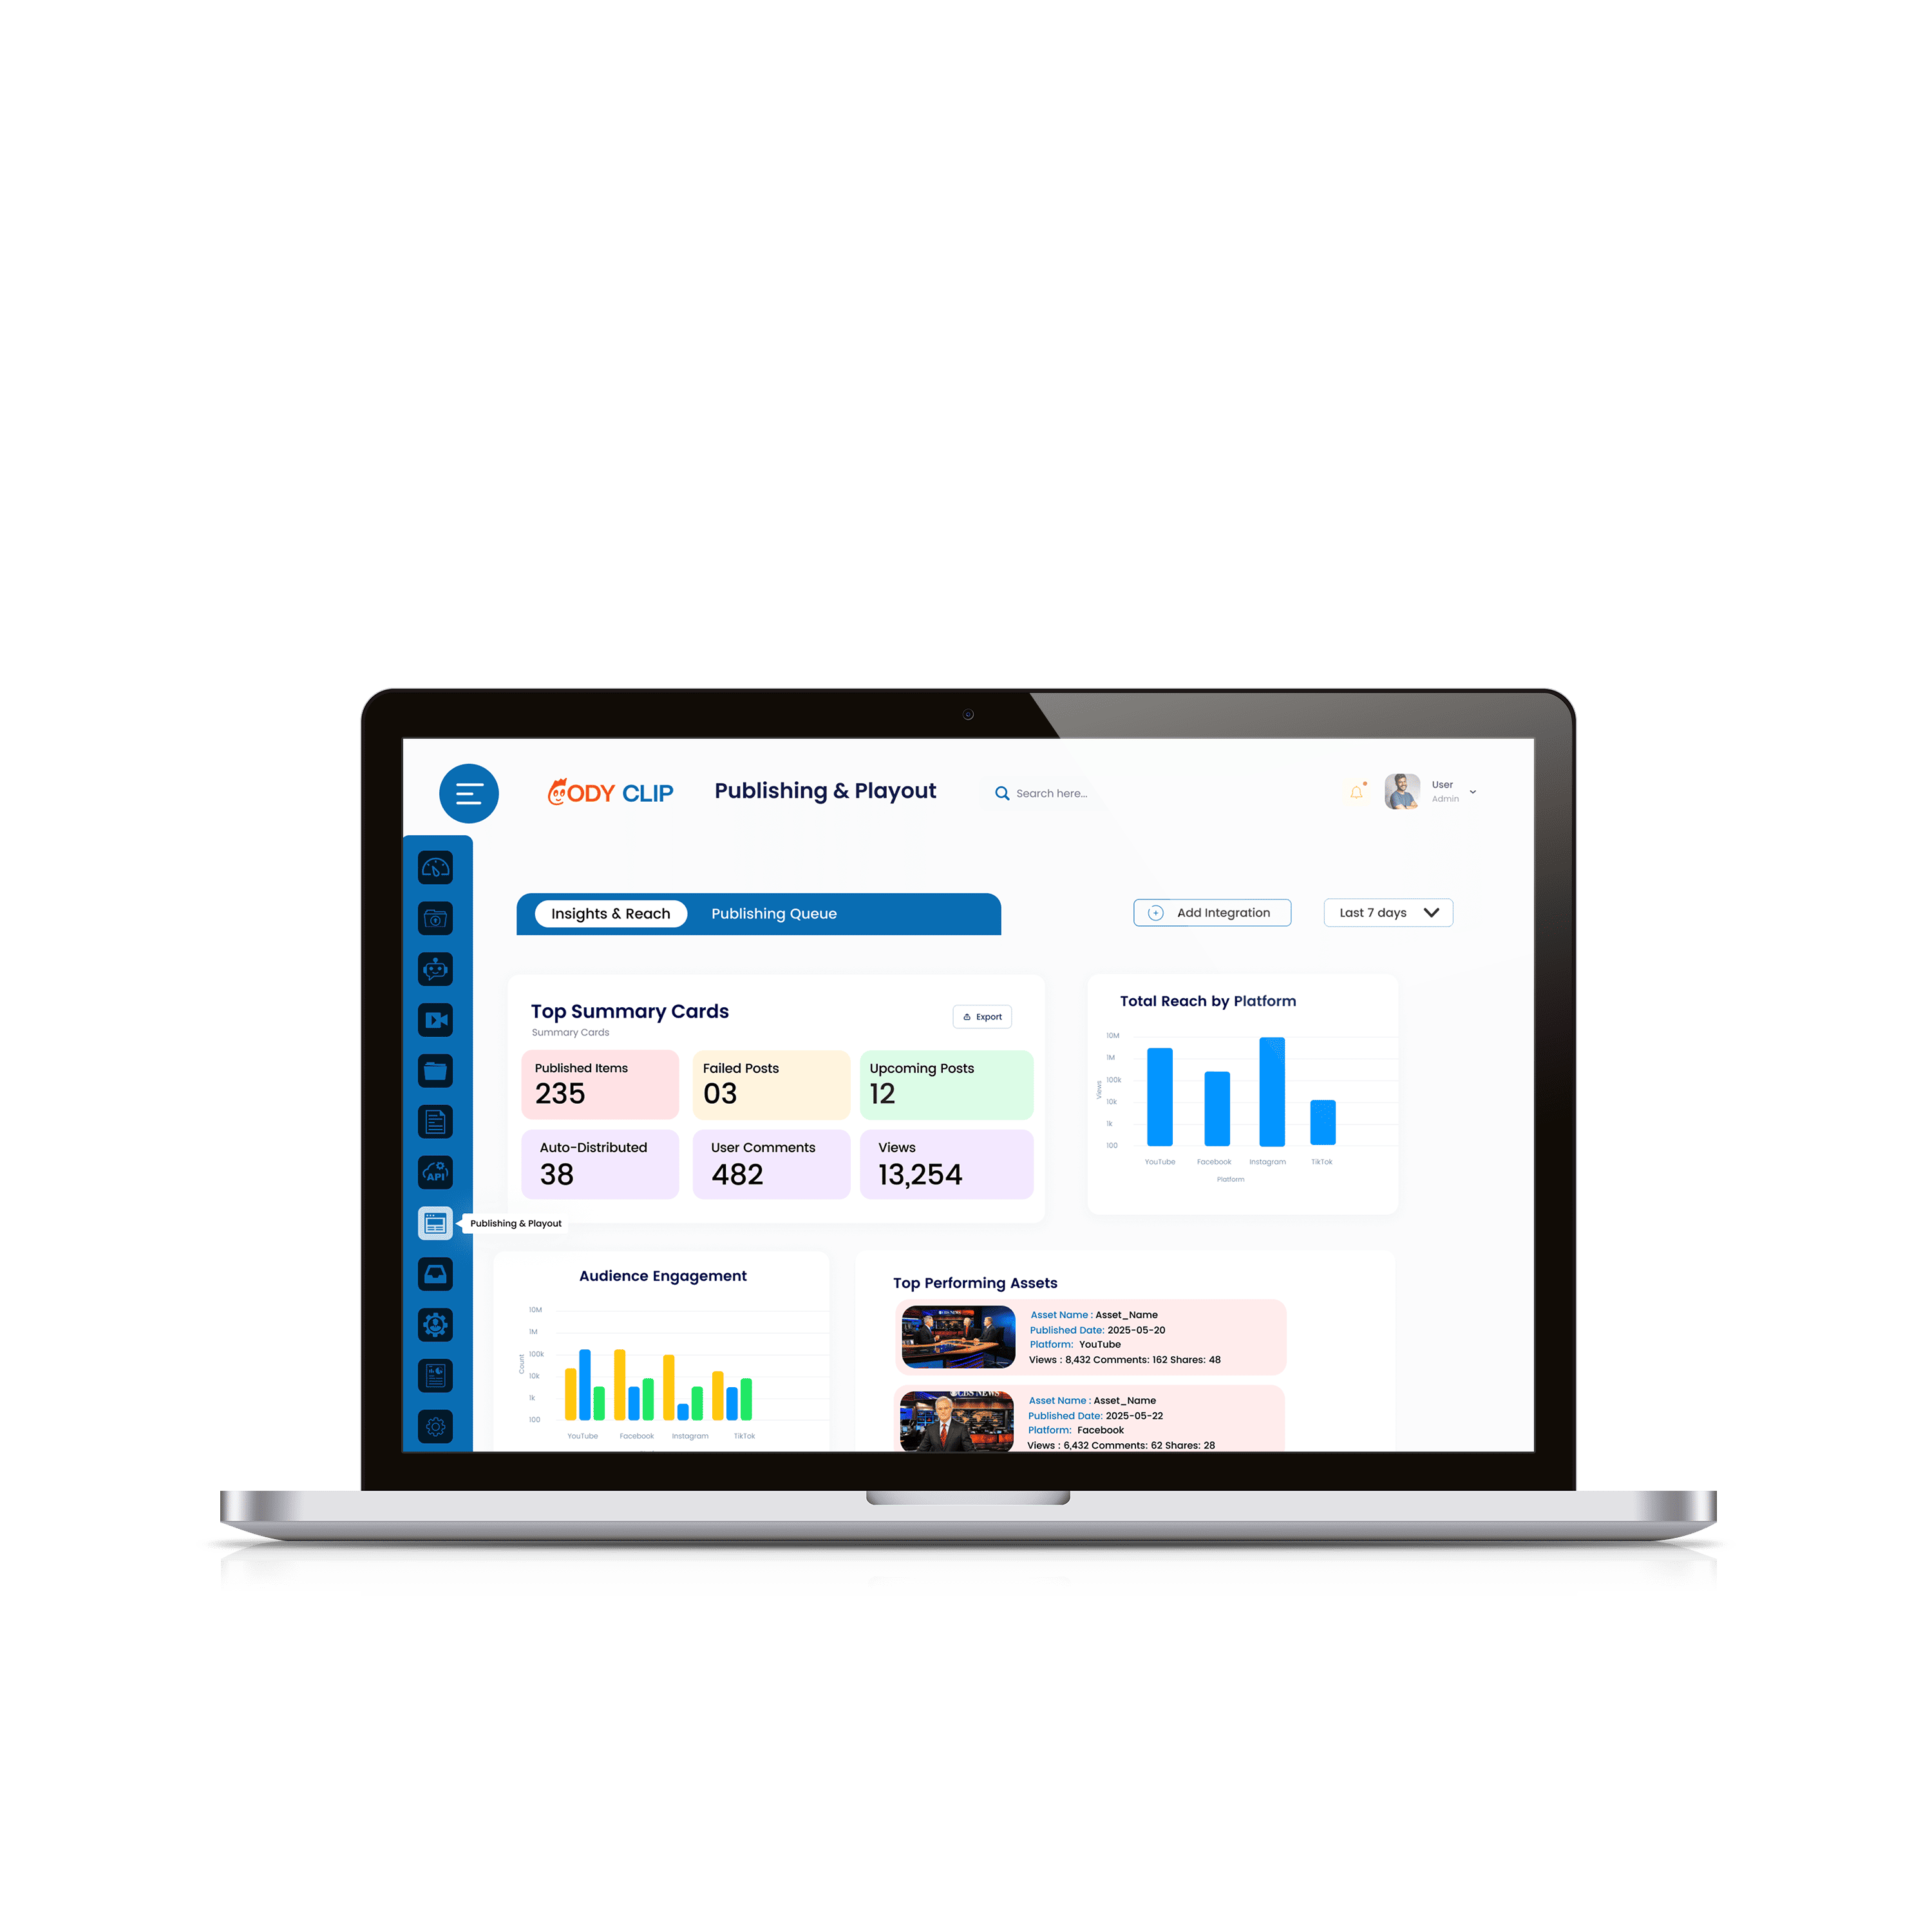 CODY CLIP
Publishing & Playout
Search here...
User
Admin
Insights & Reach
Publishing Queue
Add Integration
Last 7 days
Top Summary Cards
Summary Cards
Export
Published Items
235
Failed Posts
03
Upcoming Posts
12
Auto-Distributed
38
User Comments
482
Views
13,254
Total Reach by Platform
10M
1M
100k
10k
1k
100
Views
YouTube
Facebook
Instagram
TikTok
Platform
API
Publishing & Playout
Audience Engagement
10M
1M
100k
10k
1k
100
Count
YouTube
Facebook
Instagram
TikTok
Top Performing Assets
CBS NEWS
Asset Name : Asset_Name
Published Date: 2025-05-20
Platform: YouTube
Views : 8,432 Comments: 162 Shares: 48
CBS NEWS
Asset Name : Asset_Name
Published Date: 2025-05-22
Platform: Facebook
Views : 6,432 Comments: 62 Shares: 28